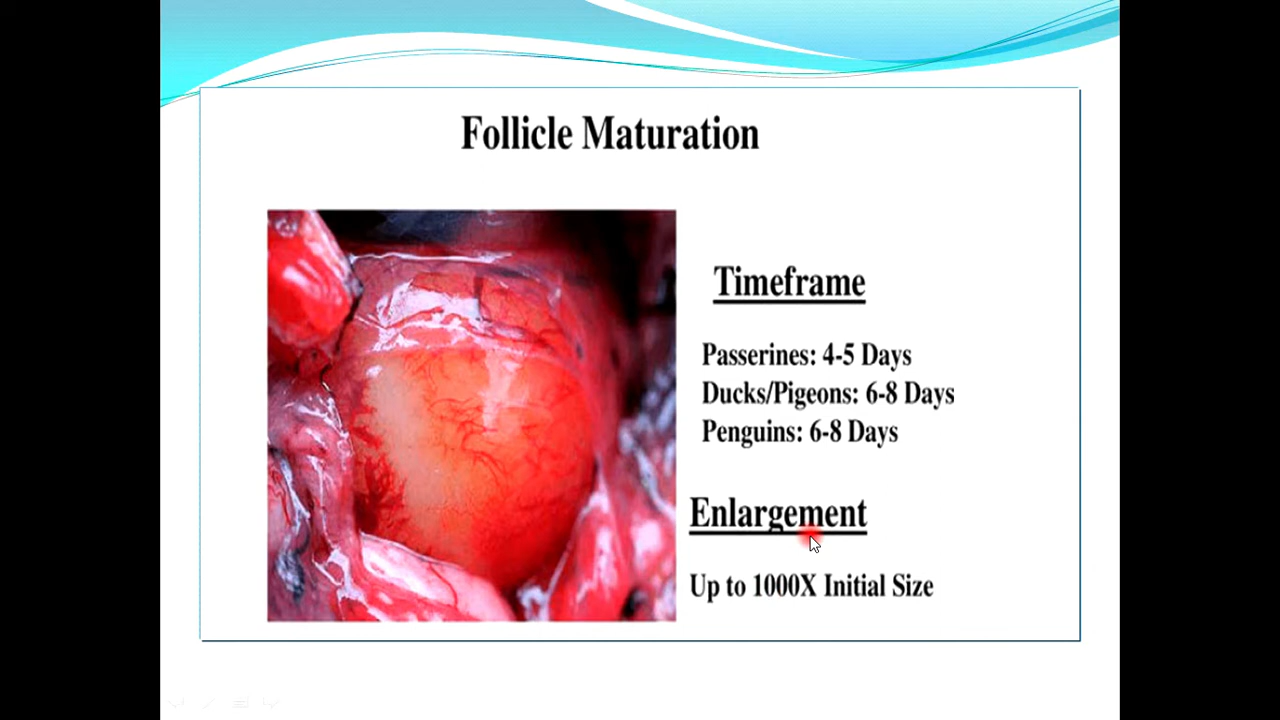 Follicle Maturation
Timeframe
Passerines: 4-5 Days
Ducks/Pigeons: 6-8 Days
Penguins: 6-8 Days
Enlargement
Up to 1000X Initial Size